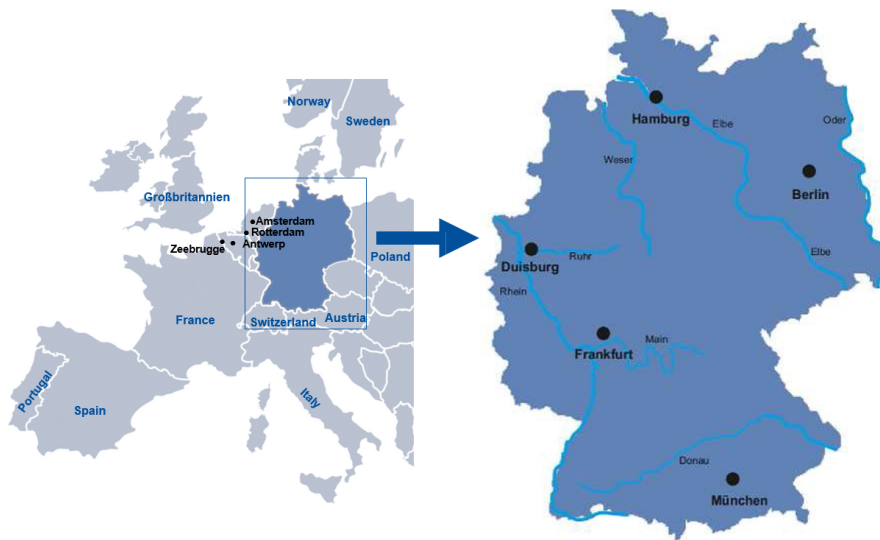 Norway
Sweden
Großbritannien
Amsterdam
Rotterdam
Zeebrugge
Antwerp
Poland
France
Switzerland
Austria
Portugal
Spain
Italy
Hamburg
Elbe
Oder
Weser
Berlin
Duisburg
Ruhr
Elbe
Rhein
Frankfurt
Main
Donau
München